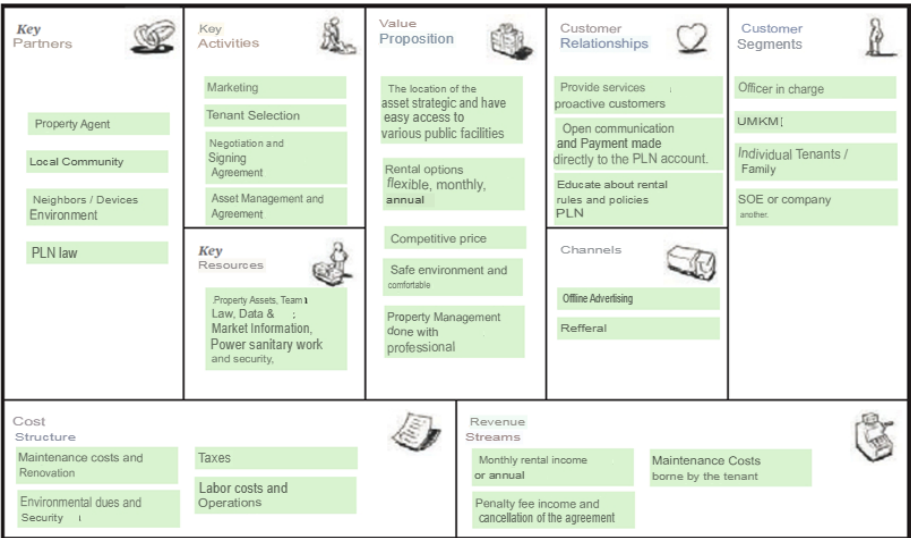 Key
Partners
Property Agent
Local Community
Neighbors / Devices
Environment
PLN law
Key
Activities
Marketing
Tenant Selection
Negotiation and
Signing
Agreement
Asset Management and
Agreement
Key
Resources
Property Assets, Team
Law, Data & ;
Market Information,
Power sanitary work
and security,
Value
Proposition
The location of the
asset strategic and have
easy access to
various public facilities
Rental options
flexible, monthly,
annual
Competitive price
Safe environment and
comfortable
Property Management
done with
professional
Customer
Relationships
Provide services
proactive customers
Open communication
and Payment made
directly to the PLN account.
Educate about rental
rules and policies
PLN
Channels
Offline Advertising
Refferal
Customer
Segments
Officer in charge
UMKM
Individual Tenants /
Family
SOE or company
another.
Cost
Structure
Maintenance costs and
Renovation
Environmental dues and
Security
Taxes
Labor costs and
Operations
Revenue
Streams
Monthly rental income
or annual
Penalty fee income and
cancellation of the agreement
Maintenance Costs
borne by the tenant